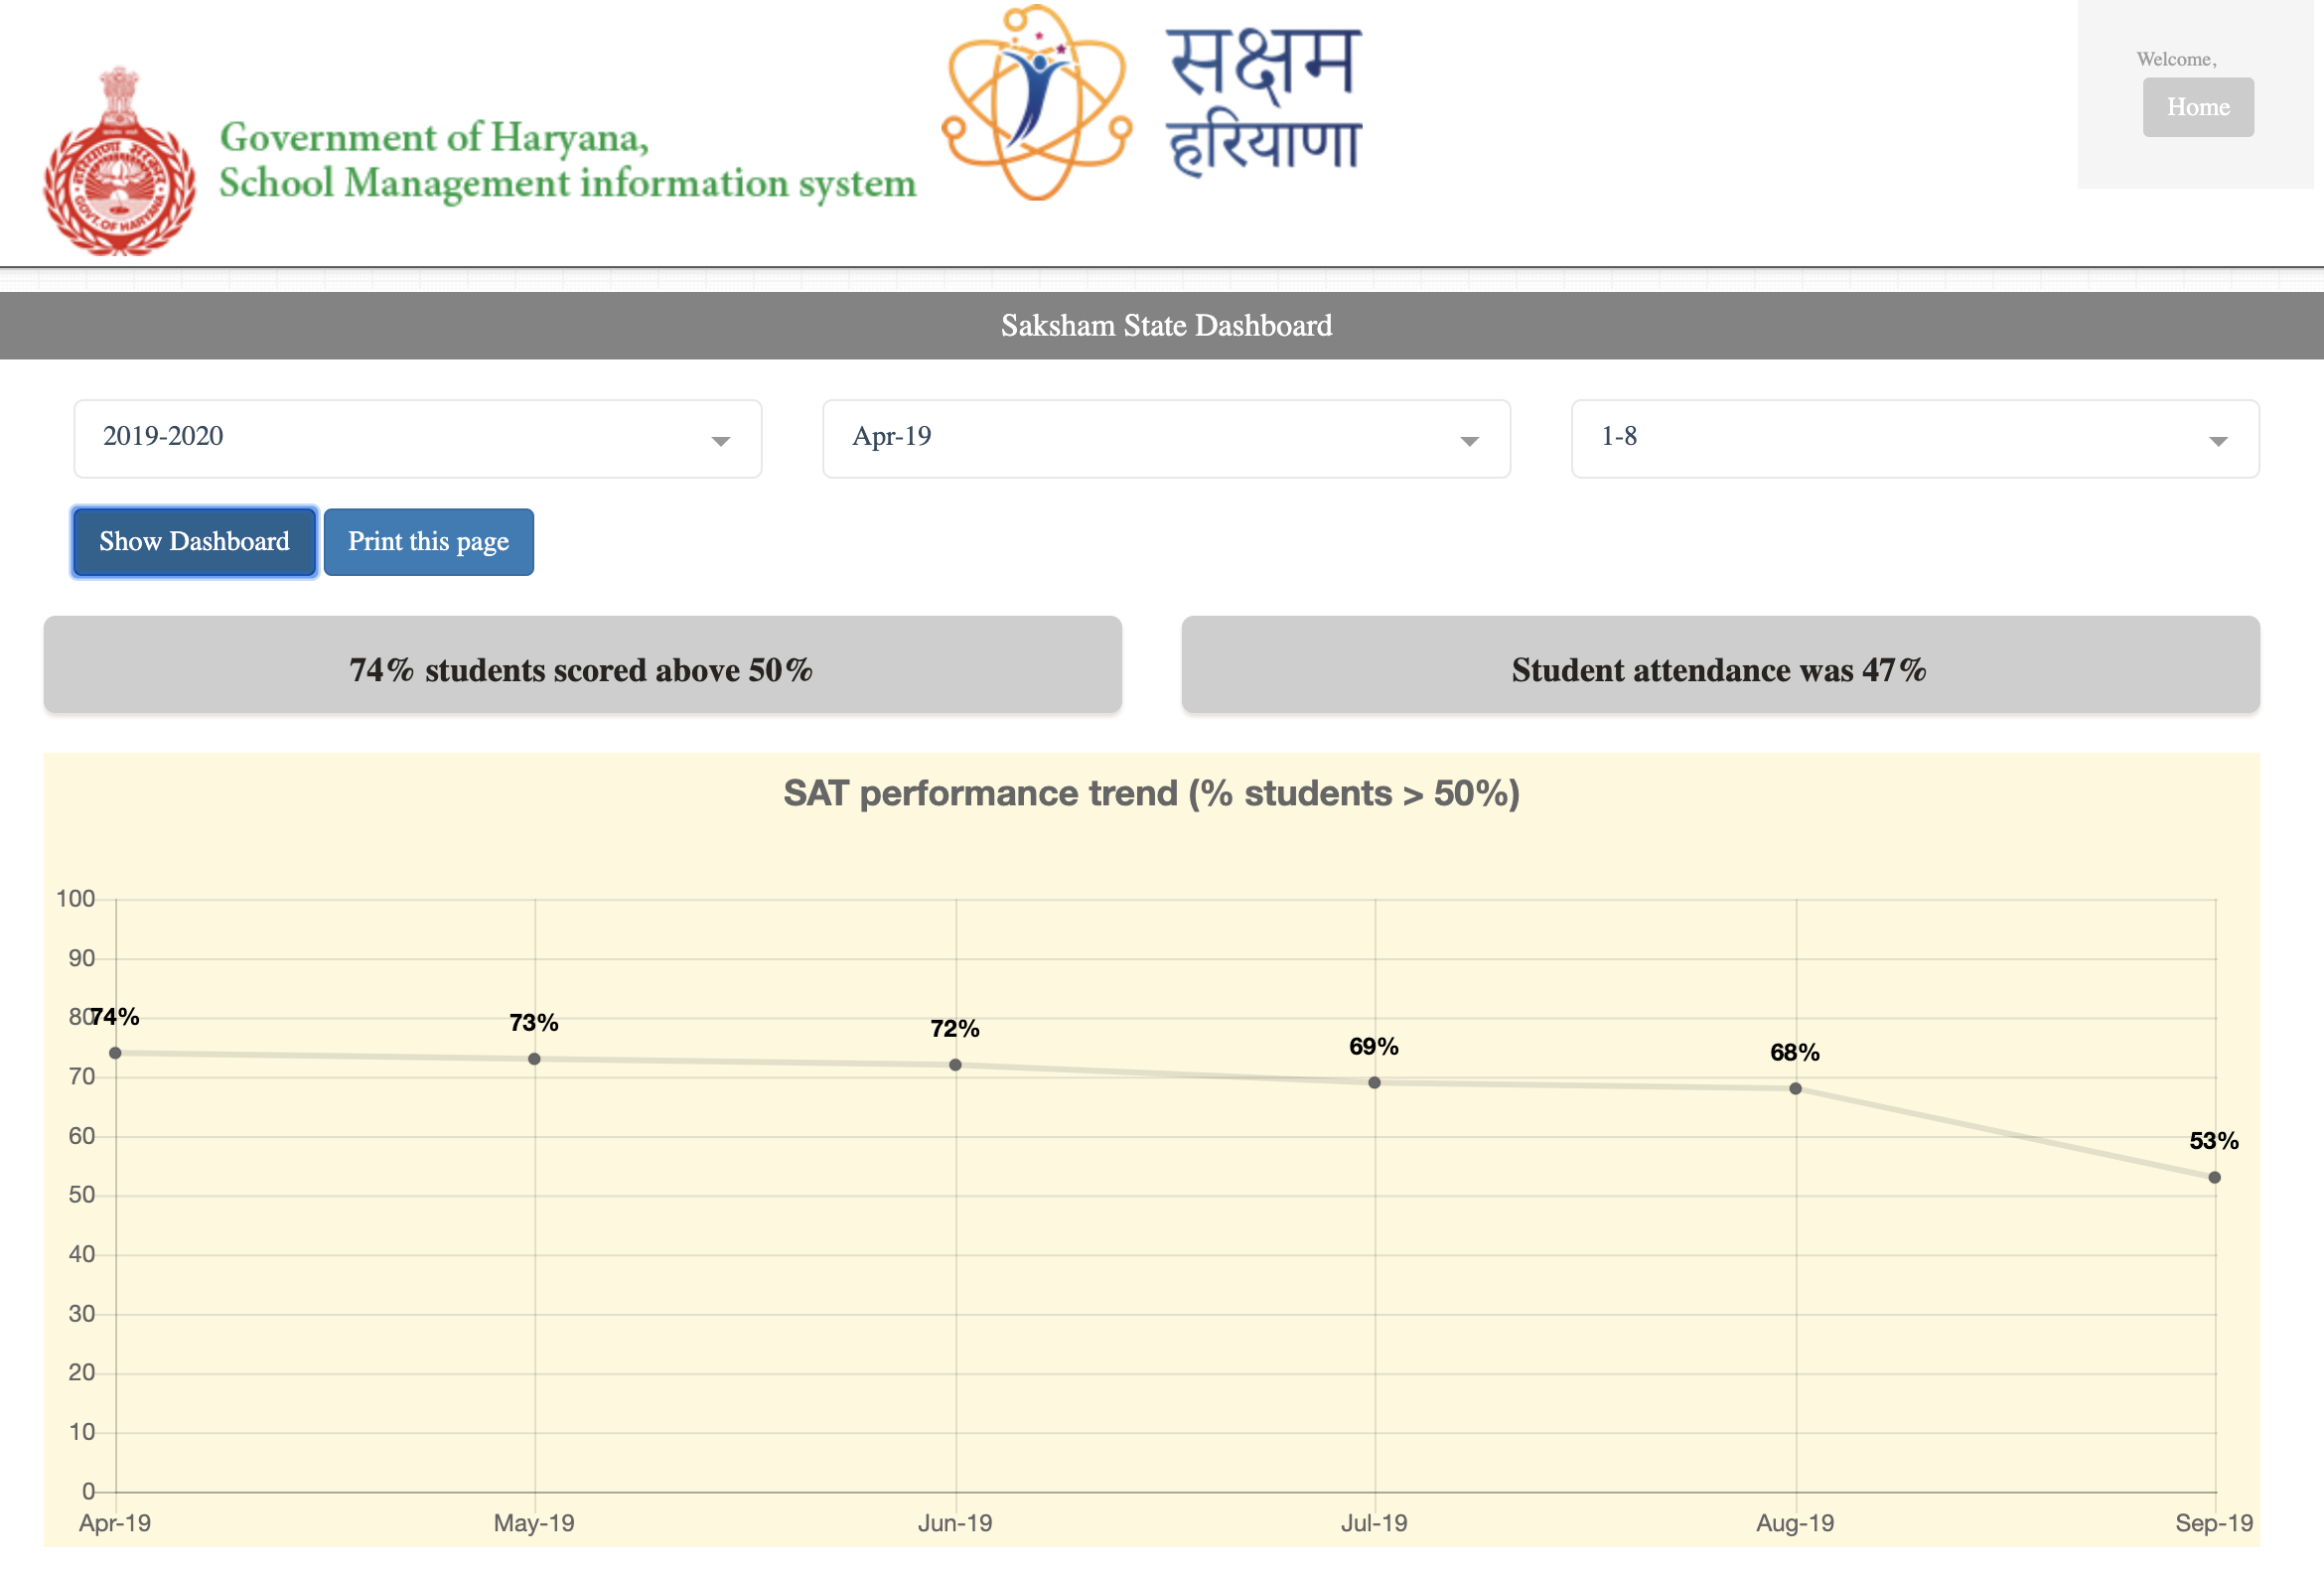 Government of Haryana,
School Management information system
GOVT. OF HARYANA
सक्षम
हरियाणा
Welcome,
Home
Saksham State Dashboard
2019-2020
Apr-19
1-8
Show Dashboard
Print this page
74% students scored above 50%
Student attendance was 47%
SAT performance trend (% students > 50%)
100
90
80
70
60
50
40
30
20
10
0
74%
73%
72%
69%
68%
53%
Apr-19
May-19
Jun-19
Jul-19
Aug-19
Sep-19